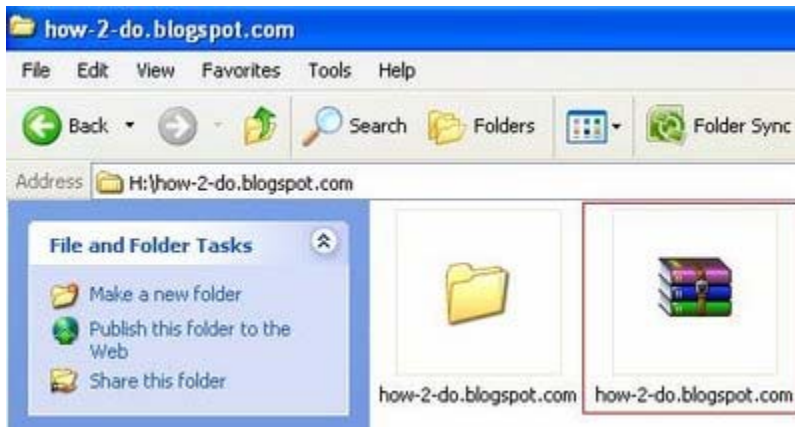 how-2-do.blogspot.com
File Edit View Favorites Tools Help
Back Search Folders Folder Sync
Address H:\how-2-do.blogspot.com
File and Folder Tasks
Make a new folder
Publish this folder to the
Web
Share this folder
how-2-do.blogspot.com how-2-do.blogspot.com